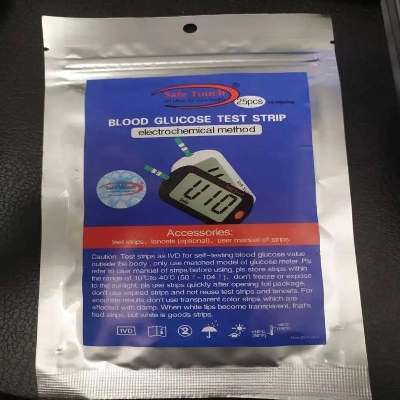 Safe Touch
25pcs
BLOOD GLUCOSE TEST STRIP
electrochemical method
U10
Accessories:
test strips, lancets (optional), user manual of strips
Caution: Test strips as IVD for self-testing blood glucose value
outside the body , only use matched model of glucose meter. Pls
refer to user manual of strips before using, pls store strips within
the range of 10℃to 40℃(50 - 104 ), don't freeze or expose
to the sunlight. pls use strips quickly after opening foil package,
don't use expired strips and not reuse test strips and lancets. For
accurate results don't use transparent color strips which are
affected with damp. When white lips become transparent, that's
bad strips, but white is goods strips.
IVD